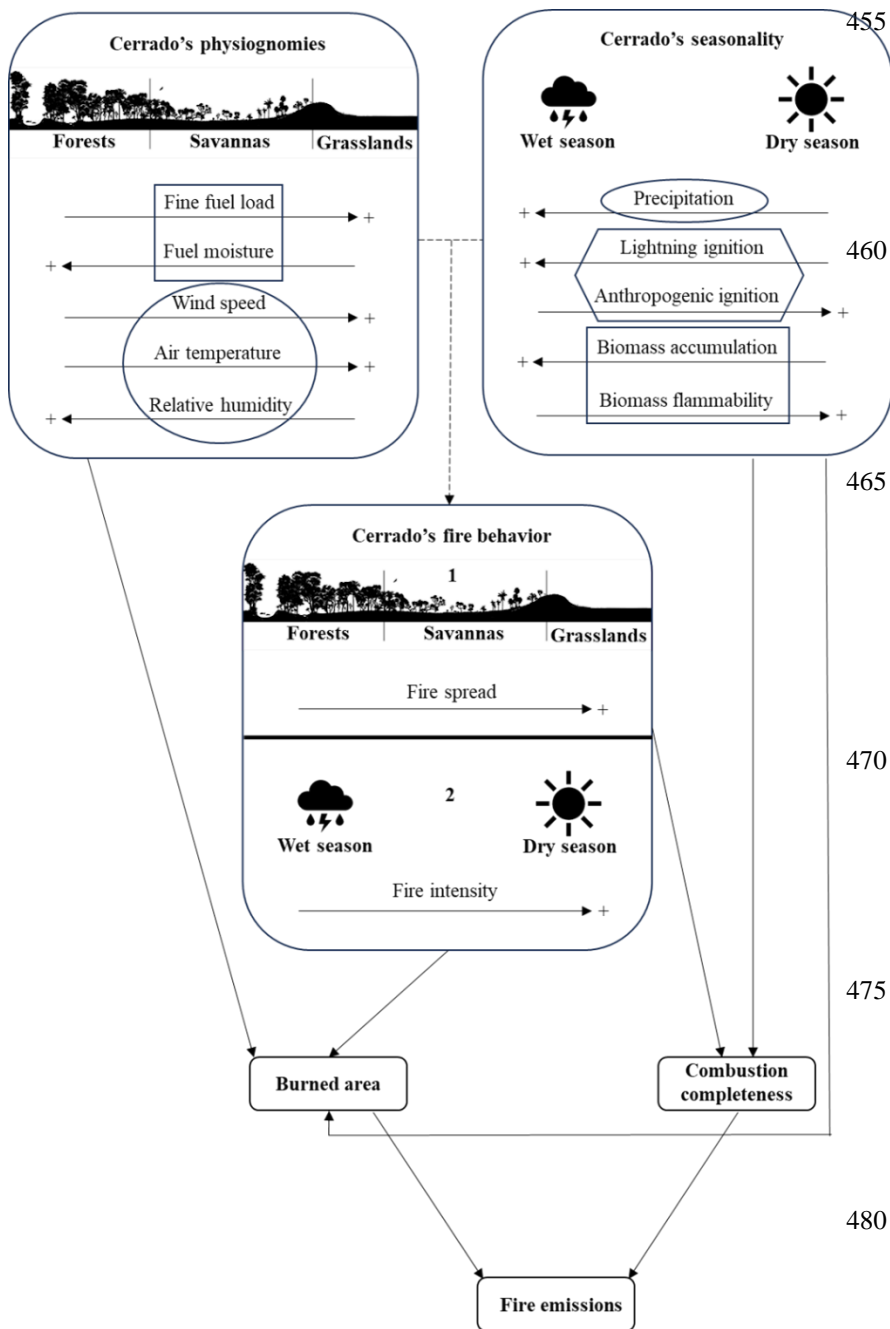 455
Cerrado's physiognomies
Forests
Savannas
Grasslands
Fine fuel load
+
Fuel moisture
+
Wind speed
+
Air temperature
+
Relative humidity
+
Cerrado's seasonality
Wet season
Dry season
Precipitation
+
460
Lightning ignition
+
Anthropogenic ignition
+
Biomass accumulation
+
Biomass flammability
+
465
Cerrado's fire behavior
1
Forests
Savannas
Grasslands
Fire spread
+
470
2
Wet season
Dry season
Fire intensity
+
475
Burned area
Combustion
completeness
480
Fire emissions